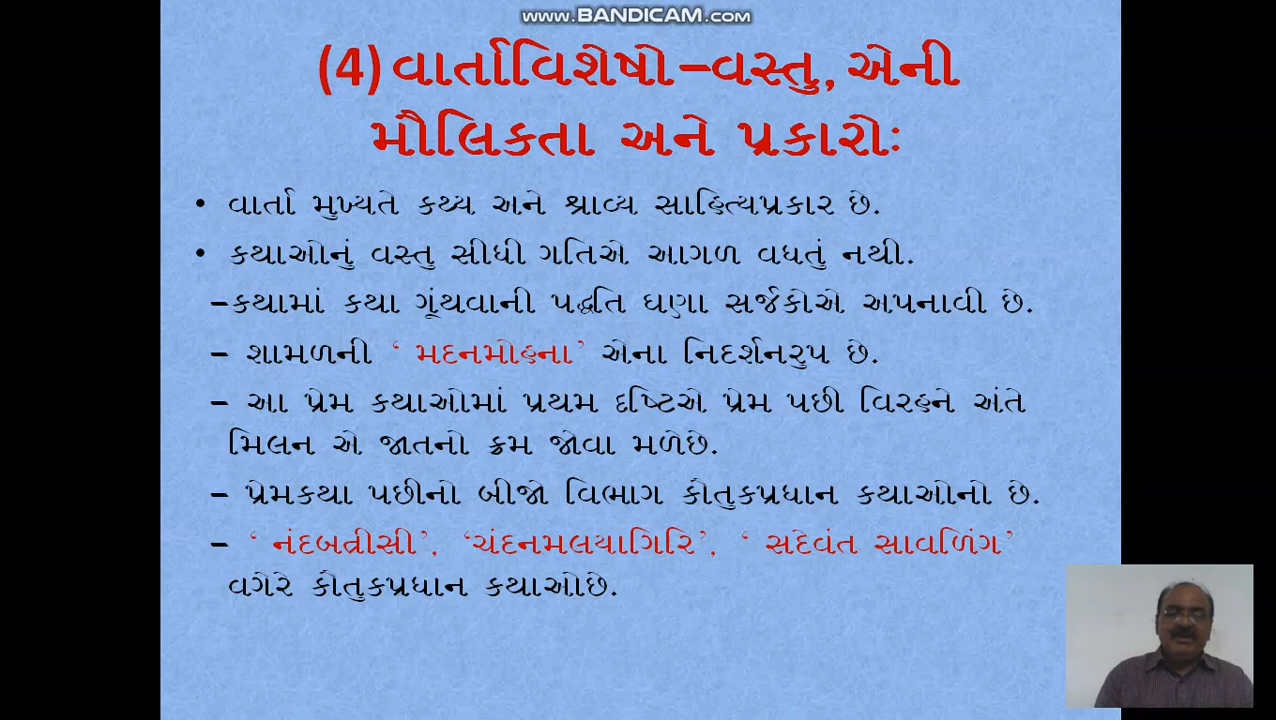 www.BANDICAM.com
(4) વાર્તાવિશેષો-વસ્તુ, એની
મૌલિકતા અને પ્રકારોઃ
• વાર્તા મુખ્યતે કથ્ય અને શ્રાવ્ય સાહિત્યપ્રકાર છે.
• કથાઓનું વસ્તુ સીધી ગતિએ આગળ વધતું નથી.
-કથામાં કથા ગૂંથવાની પદ્ધતિ ઘણા સર્જકોએ અપનાવી છે.
- શામળની ‘ મદનમોહના’ એના નિદર્શનરુપ છે.
- આ પ્રેમ કથાઓમાં પ્રથમ દષ્ટિએ પ્રેમ પછી વિરહને અંતે
મિલન એ જાતનો ક્રમ જોવા મળેછે.
- પ્રેમકથા પછીનો બીજો વિભાગ કૌતુકપ્રધાન કથાઓનો છે.
- ‘ નંદબત્રીસી’, ‘ચંદનમલયાગિરિ’, ‘ સદેવંત સાવળિંગ’
વગેરે કૌતુકપ્રધાન કથાઓછે.